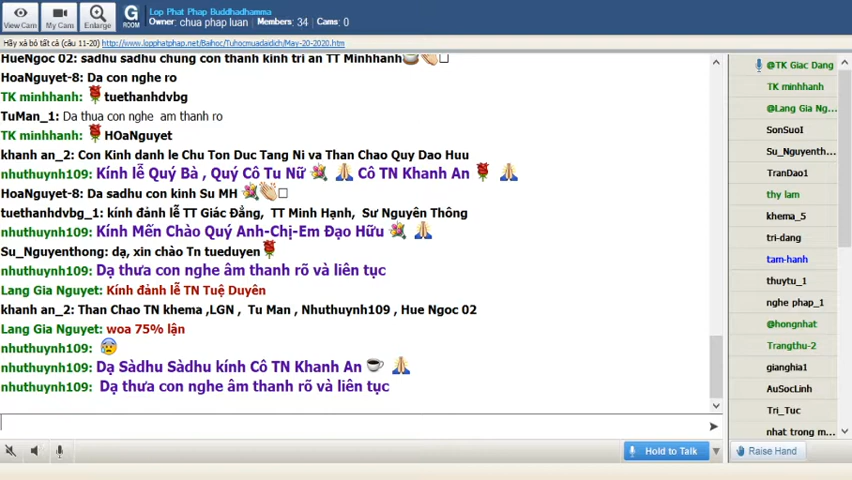 View Cam
My Cam
Enlarge
G
ROOM
Lop Phat Phap Buddhadhamma
Owner: chua phap luan Members: 34 Cams: 0
Hãy xả bỏ tất cả (câu 11-20) http://www.lopphatphap.net/Baihoc/Tuhocmuadaidich/May-20-2020.htm
HueNgoc 02: sadhu sadhu chung con thanh kinh tri an TT Minhhanh
HoaNguyet-8: Da con nghe ro
TK minhhanh: tuethanhdvbg
TuMan_1: Da thua con nghe am thanh ro
TK minhhanh: HOaNguyet
khanh an_2: Con Kinh danh le Chu Ton Duc Tang Ni va Than Chao Quy Dao Huu
nhuthuynh109: Kính lễ Quý Bà , Quý Cô Tu Nữ Cô TN Khanh An
HoaNguyet-8: Da sadhu con kinh Su MH
tuethanhdvbg_1: kính đảnh lễ TT Giác Đẳng, TT Minh Hạnh, Sư Nguyên Thông
nhuthuynh109: Kính Mến Chào Quý Anh-Chị-Em Đạo Hữu
Su_Nguyenthong: dạ, xin chào Tn tueduyen
nhuthuynh109: Dạ thưa con nghe âm thanh rõ và liên tục
Lang Gia Nguyet: Kính đảnh lễ TN Tuệ Duyên
khanh an_2: Than Chao TN khema ,LGN , Tu Man , Nhuthuynh109 , Hue Ngoc 02
Lang Gia Nguyet: woa 75% lận
nhuthuynh109:
nhuthuynh109: Dạ Sàdhu Sàdhu kính Cô TN Khanh An
nhuthuynh109: Dạ thưa con nghe âm thanh rõ và liên tục
Hold to Talk
@TK Giac Dang
TK minhhanh
@Lang Gia Ng...
SonSuoI
Su_Nguyenth...
TranDao1
thy lam
khema_5
tri-dang
tam-hanh
thuytu_1
nghe phap_1
@hongnhat
Trangthu-2
gianghia1
AuSocLinh
Tri_Tuc
nhat trong m...
Raise Hand